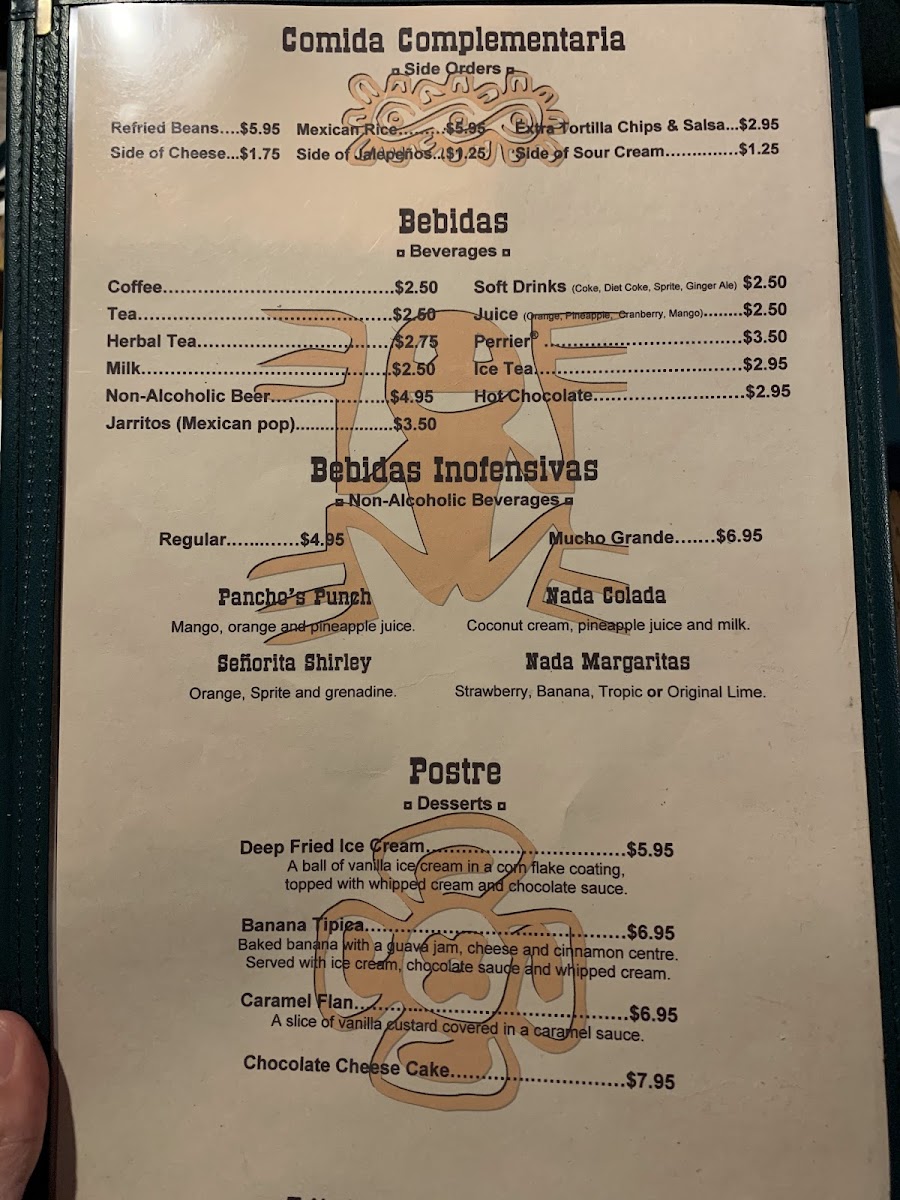 Comida Complementaria
¤ Side Orders ¤
Refried Beans....$5.95 Mexican Rice.........$5.95 Extra Tortilla Chips & Salsa...$2.95
Side of Cheese...$1.75 Side of Jalepeños..$1.25 Side of Sour Cream..............$1.25
Bebidas
¤ Beverages ¤
Coffee.......................................$2.50 Soft Drinks (Coke, Diet Coke, Sprite, Ginger Ale) $2.50
Tea...........................................$2.50 Juice (Orange, Pineapple, Cranberry, Mango)........$2.50
Herbal Tea.................................$2.75 Perrier® .................................$3.50
Milk..........................................$2.50 Ice Tea...................................$2.95
Non-Alcoholic Beer....................$4.95 Hot Chocolate..........................$2.95
Jarritos (Mexican pop).................$3.50
Bebidas Inofensivas
¤ Non-Alcoholic Beverages ¤
Regular............$4.95 Mucho Grande.......$6.95
Pancho's Punch Nada Colada
Mango, orange and pineapple juice. Coconut cream, pineapple juice and milk.
Señorita Shirley Nada Margaritas
Orange, Sprite and grenadine. Strawberry, Banana, Tropic or Original Lime.
Postre
¤ Desserts ¤
Deep Fried Ice Cream..................................$5.95
A ball of vanilla ice cream in a corn flake coating,
topped with whipped cream and chocolate sauce.
Banana Tipica............................................$6.95
Baked banana with a guava jam, cheese and cinnamon centre.
Served with ice cream, chocolate sauce and whipped cream.
Caramel Flan..............................................$6.95
A slice of vanilla custard covered in a caramel sauce.
Chocolate Cheese Cake..............................$7.95